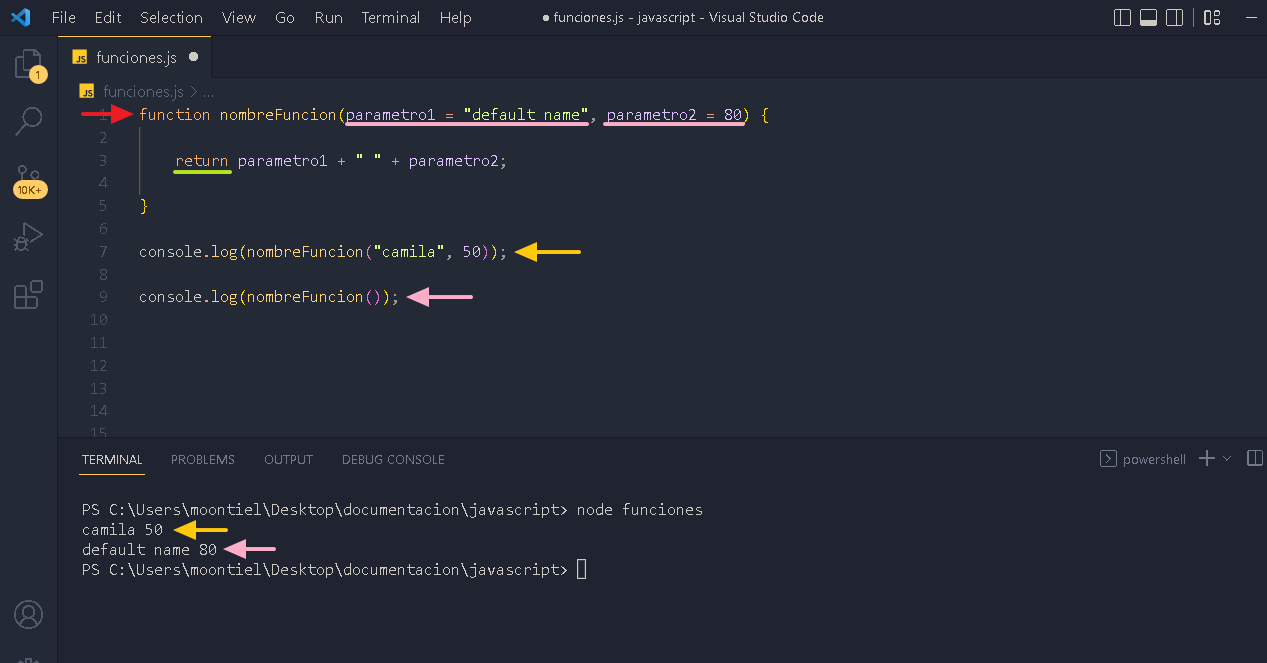 File Edit Selection View Go Run Terminal Help ● funciones.js - javascript - Visual Studio Code
JS funciones.js ●
1
JS funciones.js > ...
1 function nombreFuncion(parametro1 = "default name", parametro2 = 80) {
2
3 return parametro1 + " " + parametro2;
4
10K+
5 }
6
7 console.log(nombreFuncion("camila", 50));
8
9 console.log(nombreFuncion());
10
11
12
13
14
15
TERMINAL PROBLEMS OUTPUT DEBUG CONSOLE powershell
PS C:\Users\moontiel\Desktop\documentacion\javascript> node funciones
camila 50
default name 80
PS C:\Users\moontiel\Desktop\documentacion\javascript>